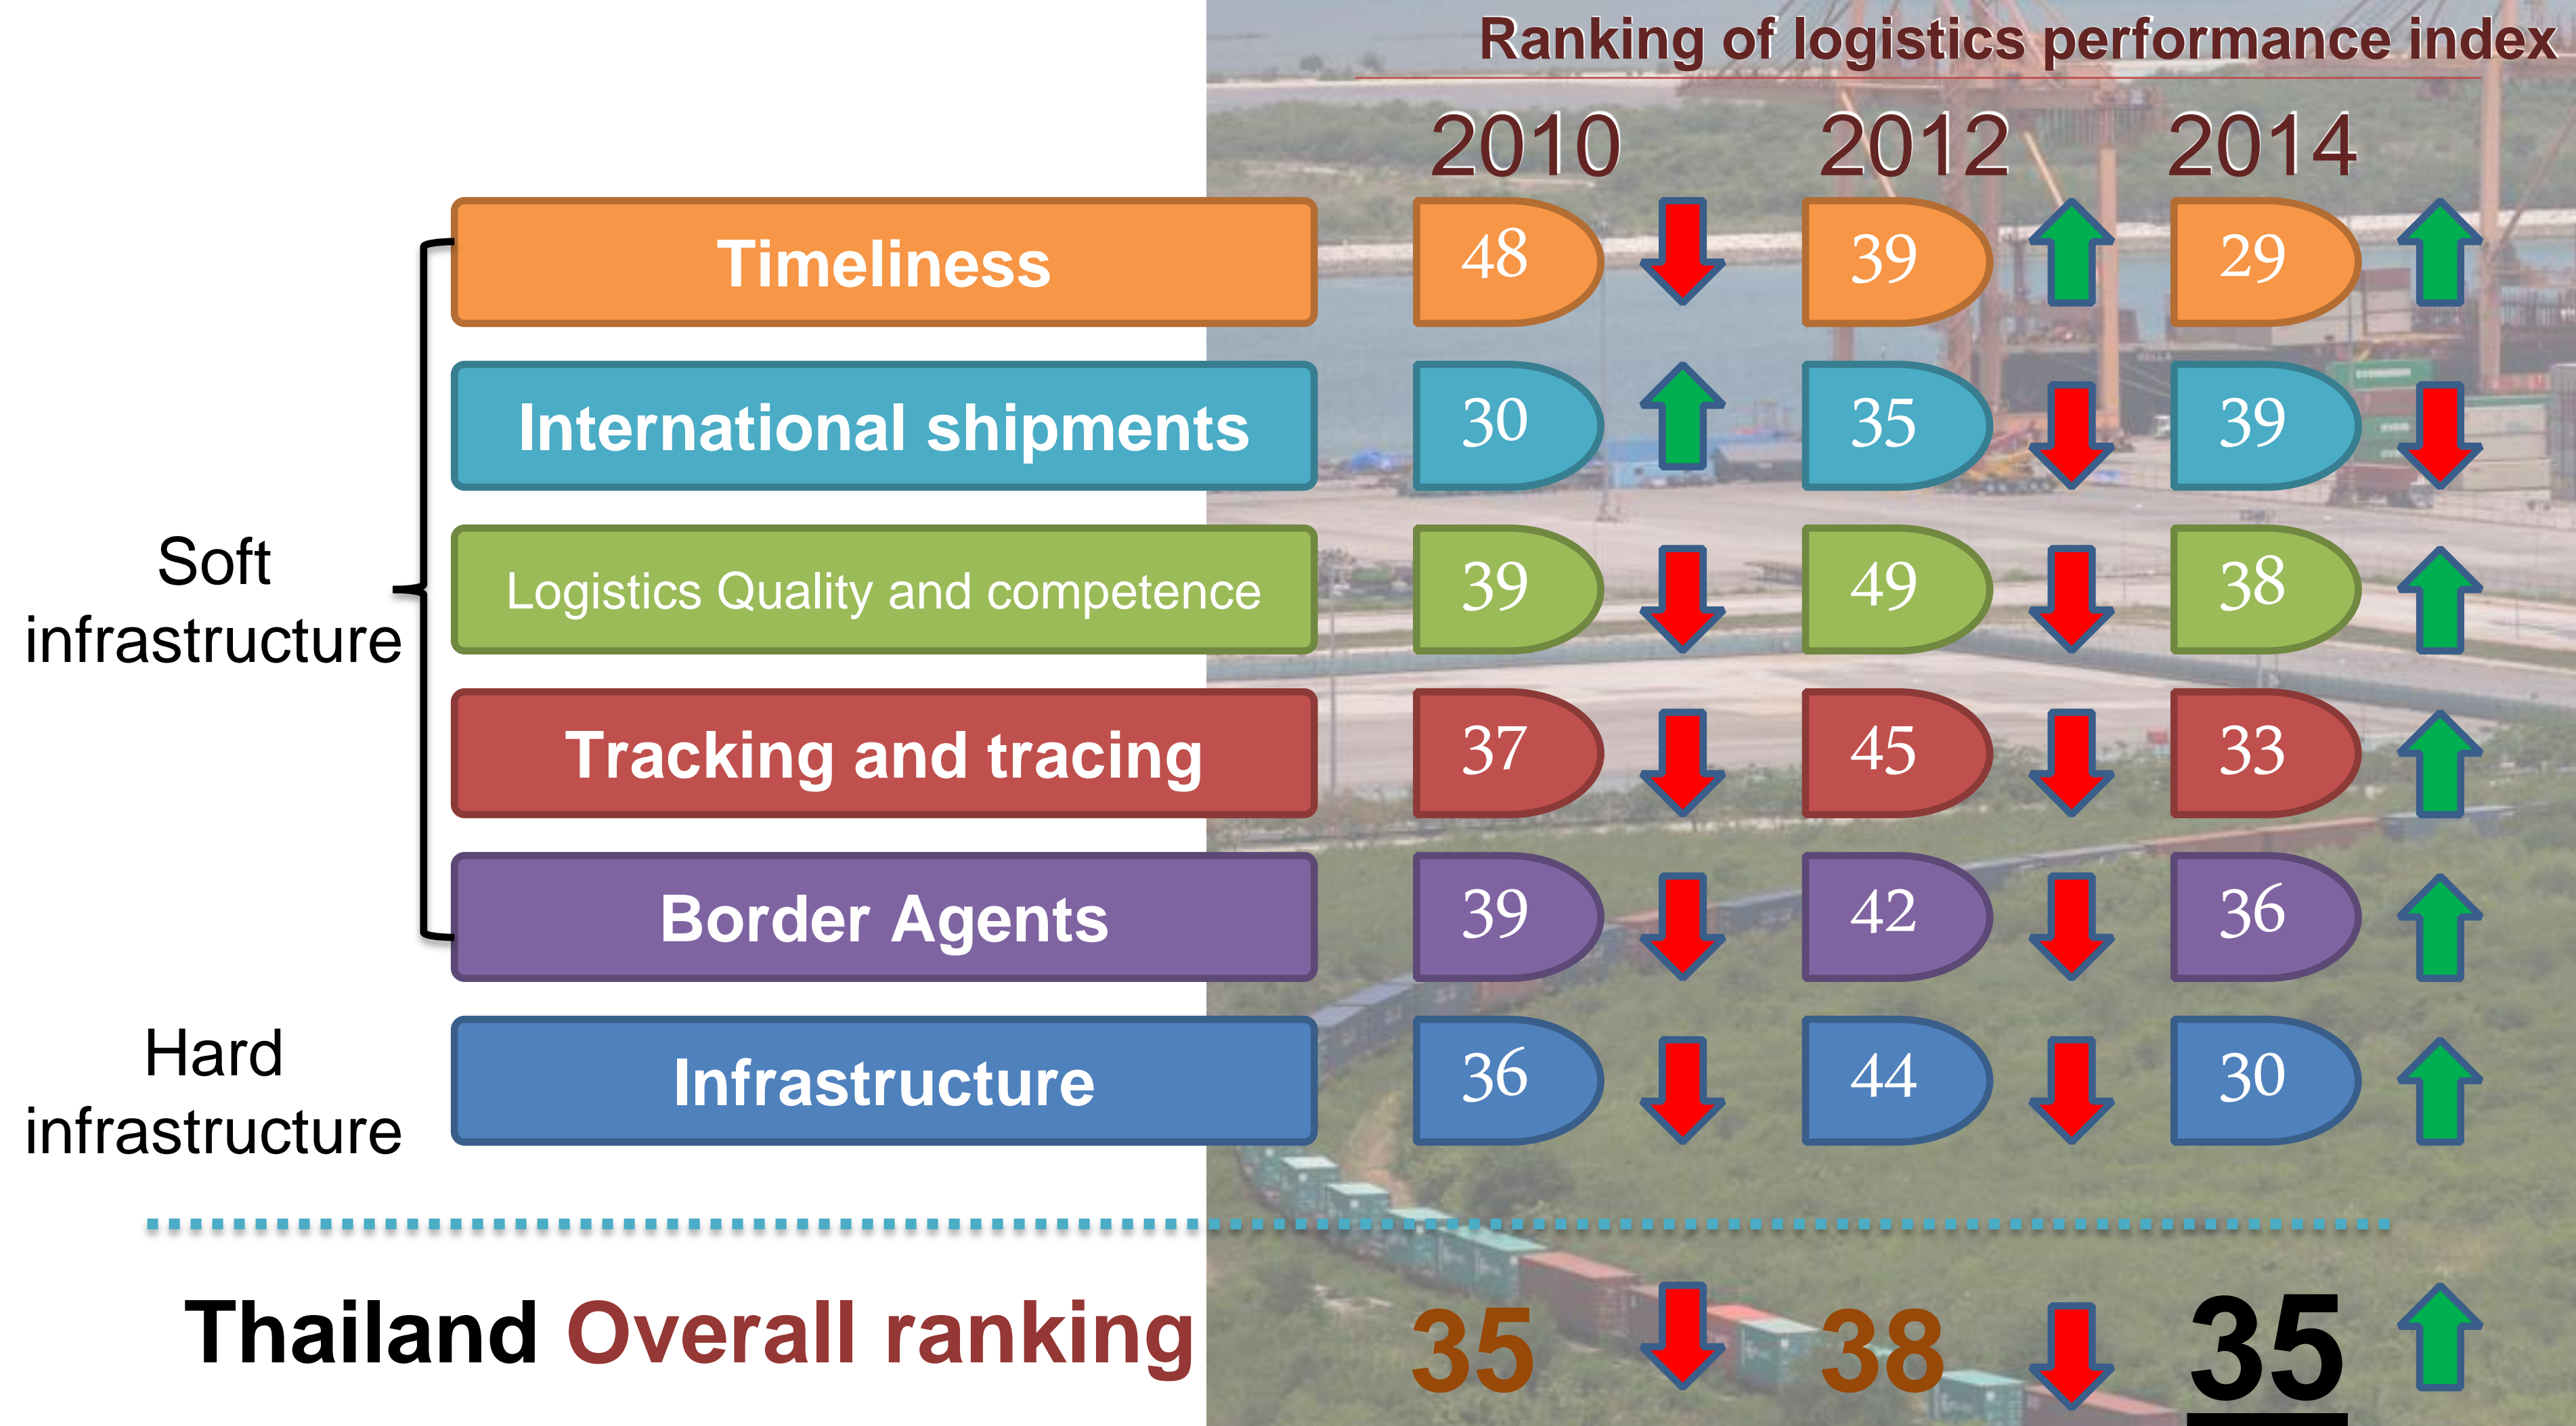 Ranking of logistics performance index
2010 2012 2014
Timeliness 48 39 29
International shipments 30 35 39
Soft
infrastructure
Logistics Quality and competence 39 49 38
Tracking and tracing 37 45 33
Border Agents 39 42 36
Hard
infrastructure
Infrastructure 36 44 30
Thailand Overall ranking 35 38 35